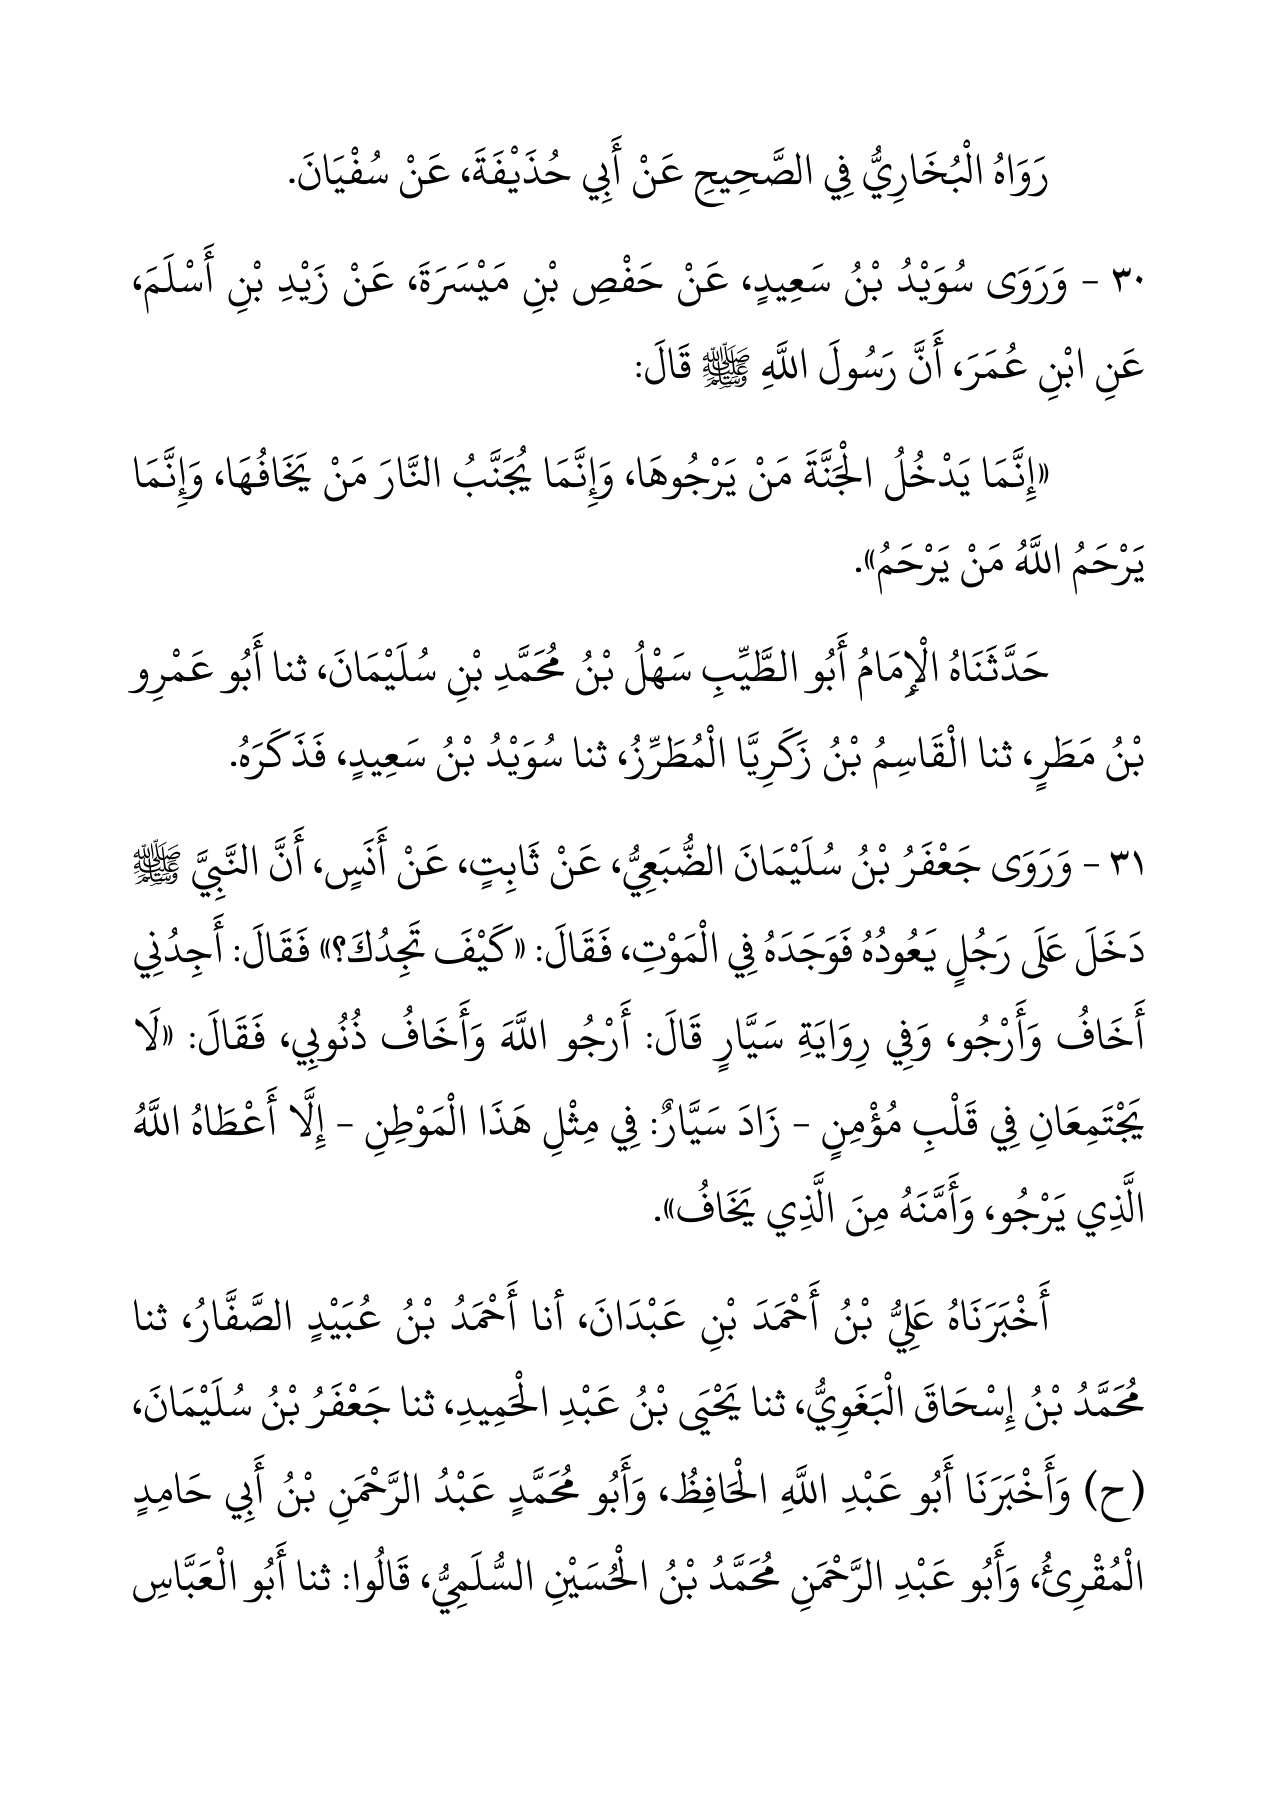 رَوَاهُ الْبُخَارِيُّ فِي الصَّحِيحِ عَنْ أَبِي حُذَيْفَةَ، عَنْ سُفْيَانَ.
٣٠ - وَرَوَى سُوَيْدُ بْنُ سَعِيدٍ، عَنْ حَفْصِ بْنِ مَيْسَرَةَ، عَنْ زَيْدِ بْنِ أَسْلَمَ،
عَنِ ابْنِ عُمَرَ، أَنَّ رَسُولَ اللَّهِ ﷺ قَالَ:
«إِنَّمَا يَدْخُلُ الْجَنَّةَ مَنْ يَرْجُوهَا، وَإِنَّمَا يُجَنَّبُ النَّارَ مَنْ يَخَافُهَا، وَإِنَّمَا
يَرْحَمُ اللَّهُ مَنْ يَرْحَمُ».
حَدَّثَنَاهُ الْإِمَامُ أَبُو الطَّيِّبِ سَهْلُ بْنُ مُحَمَّدِ بْنِ سُلَيْمَانَ، ثنا أَبُو عَمْرِو
بْنُ مَطَرٍ، ثنا الْقَاسِمُ بْنُ زَكَرِيَّا الْمُطَرِّزُ، ثنا سُوَيْدُ بْنُ سَعِيدٍ، فَذَكَرَهُ.
٣١ - وَرَوَى جَعْفَرُ بْنُ سُلَيْمَانَ الضُّبَعِيُّ، عَنْ ثَابِتٍ، عَنْ أَنَسٍ، أَنَّ النَّبِيَّ ﷺ
دَخَلَ عَلَى رَجُلٍ يَعُودُهُ فَوَجَدَهُ فِي الْمَوْتِ، فَقَالَ: «كَيْفَ تَجِدُكَ؟» فَقَالَ: أَجِدُنِي
أَخَافُ وَأَرْجُو، وَفِي رِوَايَةِ سَيَّارٍ قَالَ: أَرْجُو اللَّهَ وَأَخَافُ ذُنُوبِي، فَقَالَ: «لَا
يَجْتَمِعَانِ فِي قَلْبِ مُؤْمِنٍ - زَادَ سَيَّارٌ: فِي مِثْلِ هَذَا الْمَوْطِنِ - إِلَّا أَعْطَاهُ اللَّهُ
الَّذِي يَرْجُو، وَأَمَّنَهُ مِنَ الَّذِي يَخَافُ».
أَخْبَرَنَاهُ عَلِيُّ بْنُ أَحْمَدَ بْنِ عَبْدَانَ، أنا أَحْمَدُ بْنُ عُبَيْدٍ الصَّفَّارُ، ثنا
مُحَمَّدُ بْنُ إِسْحَاقَ الْبَغَوِيُّ، ثنا يَحْيَى بْنُ عَبْدِ الْحَمِيدِ، ثنا جَعْفَرُ بْنُ سُلَيْمَانَ،
(ح) وَأَخْبَرَنَا أَبُو عَبْدِ اللَّهِ الْحَافِظُ، وَأَبُو مُحَمَّدٍ عَبْدُ الرَّحْمَنِ بْنُ أَبِي حَامِدٍ
الْمُقْرِئُ، وَأَبُو عَبْدِ الرَّحْمَنِ مُحَمَّدُ بْنُ الْحُسَيْنِ السُّلَمِيُّ، قَالُوا: ثنا أَبُو الْعَبَّاسِ